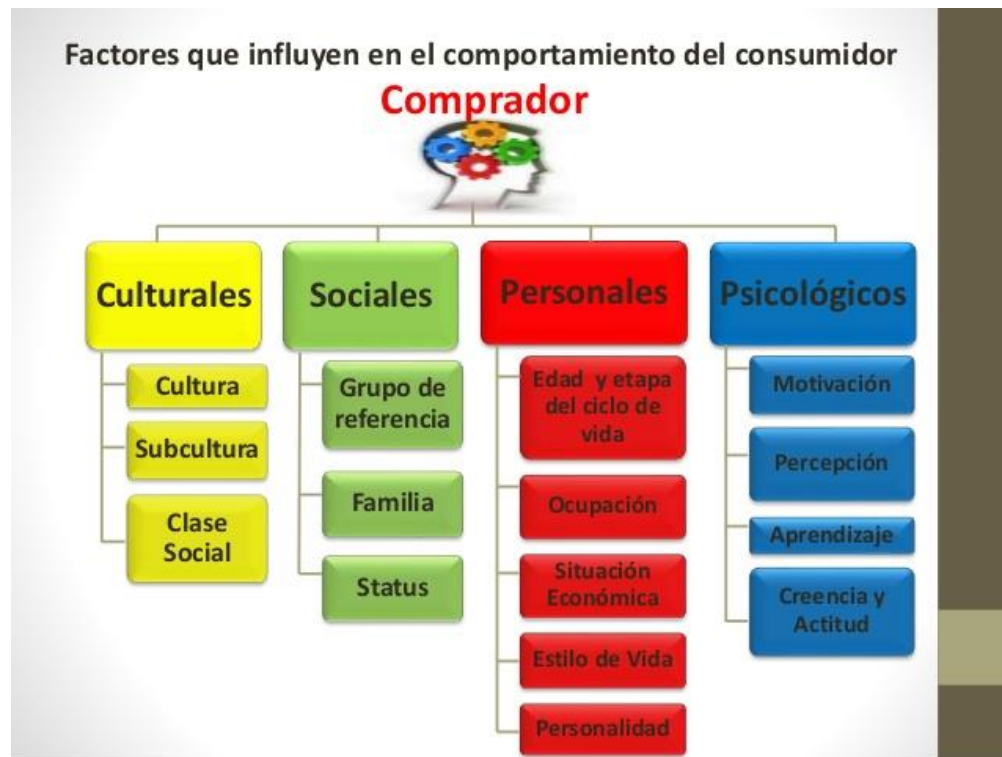 Factores que influyen en el comportamiento del consumidor
Comprador
Culturales
Cultura
Subcultura
Clase
Social
Sociales
Grupo de
referencia
Familia
Status
Personales
Edad y etapa
del ciclo de
vida
Ocupación
Situación
Económica
Estilo de Vida
Personalidad
Psicológicos
Motivación
Percepción
Aprendizaje
Creencia y
Actitud